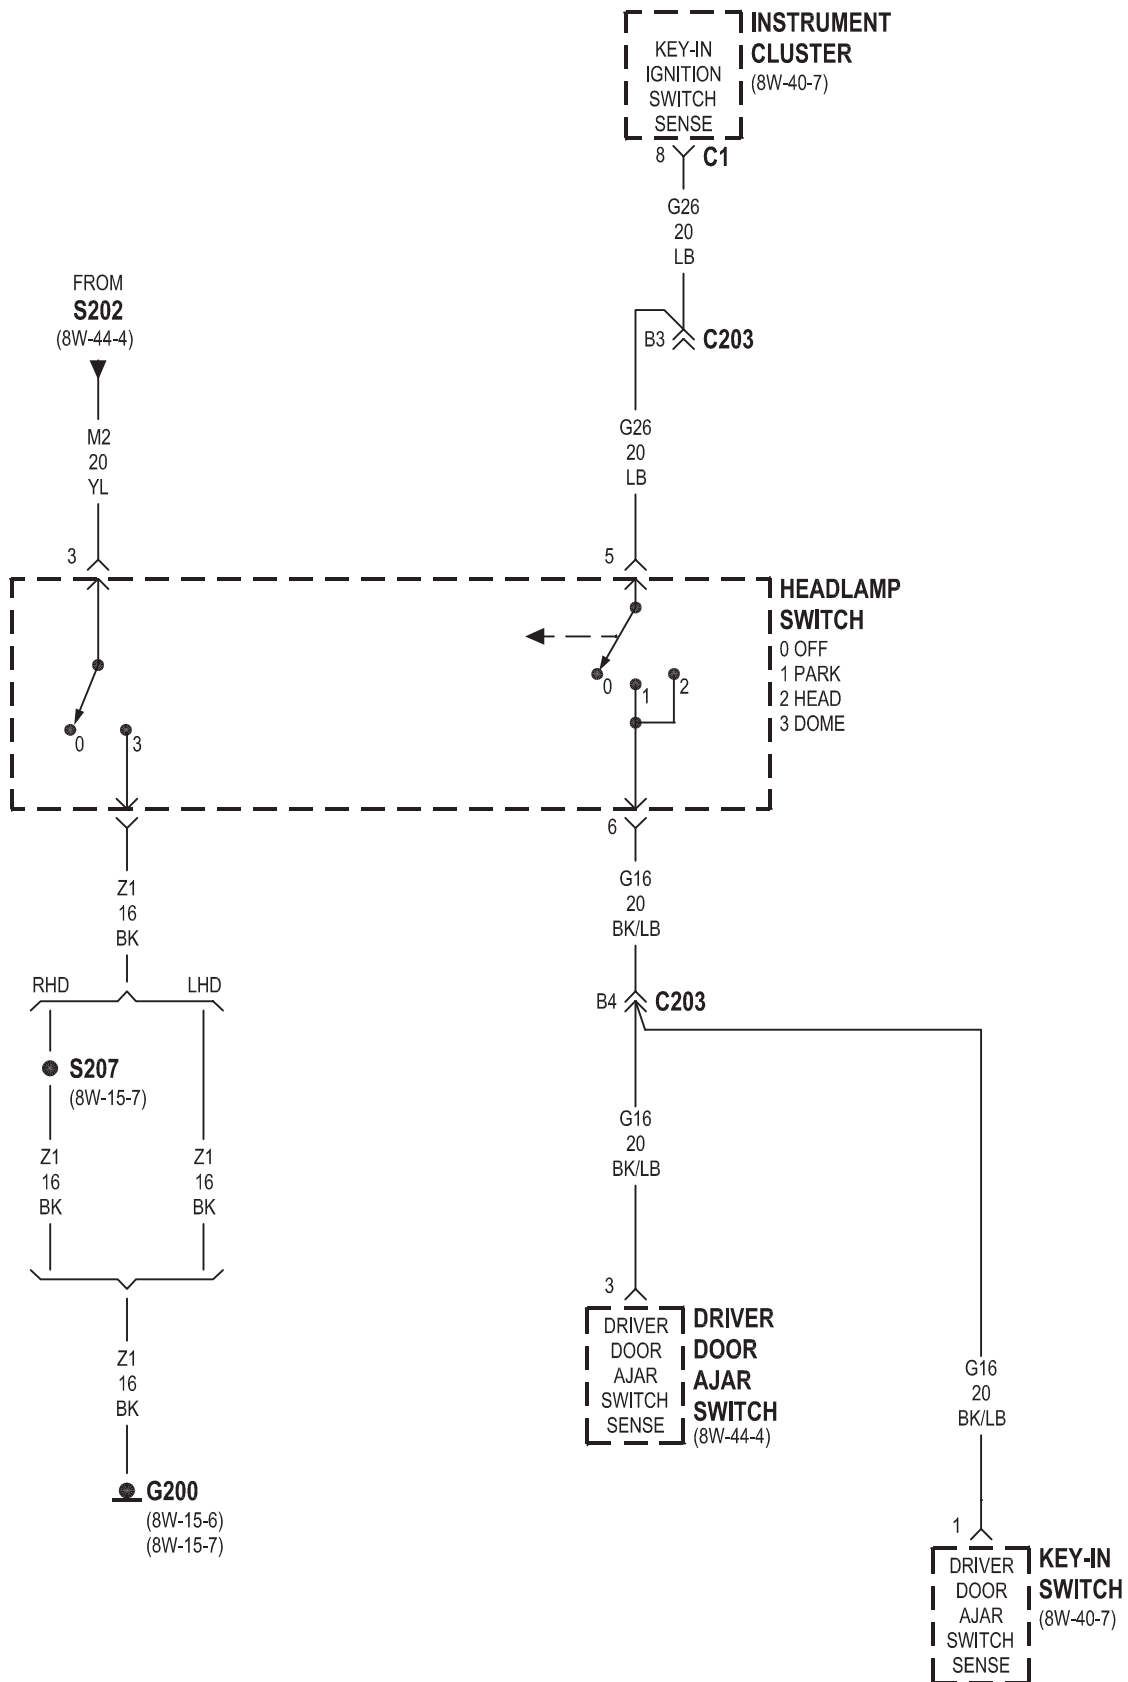 INSTRUMENT
CLUSTER
(8W-40-7)
KEY-IN
IGNITION
SWITCH
SENSE
8
C1
G26
20
LB
FROM
S202
(8W-44-4)
B3
C203
M2
20
YL
G26
20
LB
3
5
HEADLAMP
SWITCH
0 OFF
1 PARK
2 HEAD
3 DOME
0
1
2
0
3
6
Z1
16
BK
G16
20
BK/LB
RHD
LHD
B4
C203
S207
(8W-15-7)
Z1
16
BK
Z1
16
BK
G16
20
BK/LB
3
DRIVER
DOOR
AJAR
SWITCH
SENSE
DRIVER
DOOR
AJAR
SWITCH
(8W-44-4)
Z1
16
BK
G16
20
BK/LB
G200
(8W-15-6)
(8W-15-7)
1
DRIVER
DOOR
AJAR
SWITCH
SENSE
KEY-IN
SWITCH
(8W-40-7)